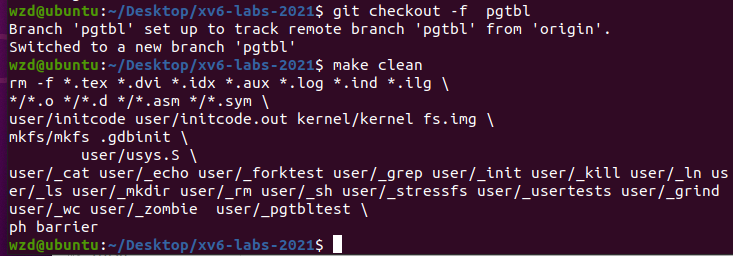 wzd@ubuntu:~/Desktop/xv6-labs-2021$ git checkout -f  pgtbl
Branch 'pgtbl' set up to track remote branch 'pgtbl' from 'origin'.
Switched to a new branch 'pgtbl'
wzd@ubuntu:~/Desktop/xv6-labs-2021$ make clean
rm -f *.tex *.dvi *.idx *.aux *.log *.ind *.ilg \
*/*.o */*.d */*.asm */*.sym \
user/initcode user/initcode.out kernel/kernel fs.img \
mkfs/mkfs .gdbinit \
        user/usys.S \
user/_cat user/_echo user/_forktest user/_grep user/_init user/_kill user/_ln us
er/_ls user/_mkdir user/_rm user/_sh user/_stressfs user/_usertests user/_grind
user/_wc user/_zombie  user/_pgtbltest \
ph barrier
wzd@ubuntu:~/Desktop/xv6-labs-2021$